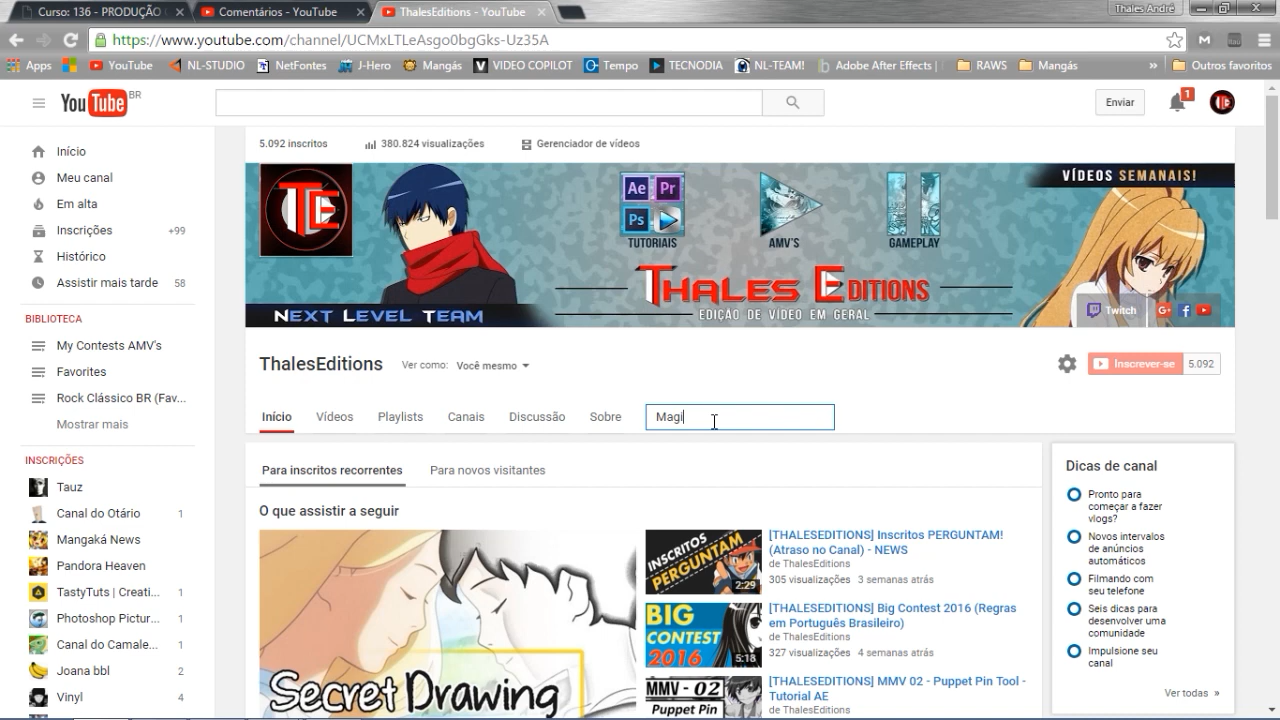 Curso: 136 - PRODUÇÃO
Comentários - YouTube
ThalesEditions - YouTube
Thales André
https://www.youtube.com/channel/UCMxLTLeAsgo0bgGks-Uz35A
Apps YouTube NL-STUDIO NetFontes J-Hero Mangás VIDEO COPILOT Tempo TECNODIA NL-TEAM! Adobe After Effects | RAWS Mangás » Outros favoritos
YouTube BR
Enviar
1
5.092 inscritos 380.824 visualizações Gerenciador de vídeos
Início
Meu canal
Em alta
Inscrições +99
Histórico
Assistir mais tarde 58
BIBLIOTECA
My Contests AMV's
Favorites
Rock Clássico BR (Fav...
Mostrar mais
INSCRIÇÕES
Tauz
Canal do Otário 1
Mangaká News
Pandora Heaven
TastyTuts | Creati... 1
Photoshop Pictur... 1
Canal do Camale... 1
Joana bbl 2
Vinyl 4
TE
Ae Pr
Ps
TUTORIAIS
AMV'S
GAMEPLAY
VÍDEOS SEMANAIS!
THALES EDITIONS
EDIÇÃO DE VÍDEO EM GERAL
NEXT LEVEL TEAM
Twitch G+ f
ThalesEditions
Ver como: Você mesmo
Inscrever-se 5.092
Início Vídeos Playlists Canais Discussão Sobre Magi
Para inscritos recorrentes Para novos visitantes
O que assistir a seguir
Secret Drawing
INSCRITOS
PERGUNTAM
2:29
[THALESEDITIONS] Inscritos PERGUNTAM!
(Atraso no Canal) - NEWS
de ThalesEditions
305 visualizações 3 semanas atrás
BIG
CONTEST
2016
5:18
[THALESEDITIONS] Big Contest 2016 (Regras
em Português Brasileiro)
de ThalesEditions
327 visualizações 4 semanas atrás
MMV - 02
Puppet Pin
[THALESEDITIONS] MMV 02 - Puppet Pin Tool -
Tutorial AE
de ThalesEditions
Dicas de canal
Pronto para
começar a fazer
vlogs?
Novos intervalos
de anúncios
automáticos
Filmando com
seu telefone
Seis dicas para
desenvolver uma
comunidade
Impulsione seu
canal
Ver todas »